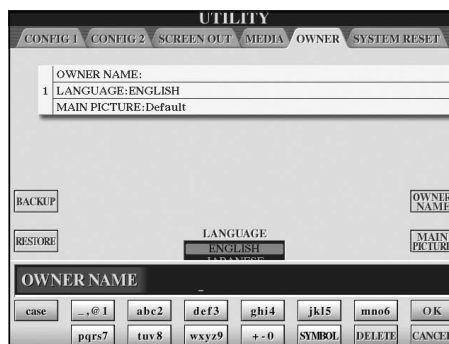 UTILITY
CONFIG 1 CONFIG 2 SCREEN OUT MEDIA OWNER SYSTEM RESET
OWNER NAME:
1 LANGUAGE:ENGLISH
MAIN PICTURE:Default
BACKUP
OWNER NAME
RESTORE
LANGUAGE
ENGLISH
JAPANESE
MAIN PICTURE
OWNER NAME _
case _,@1 abc2 def3 ghi4 jkl5 mno6 OK
pqrs7 tuv8 wxyz9 +-0 SYMBOL DELETE CANCEL